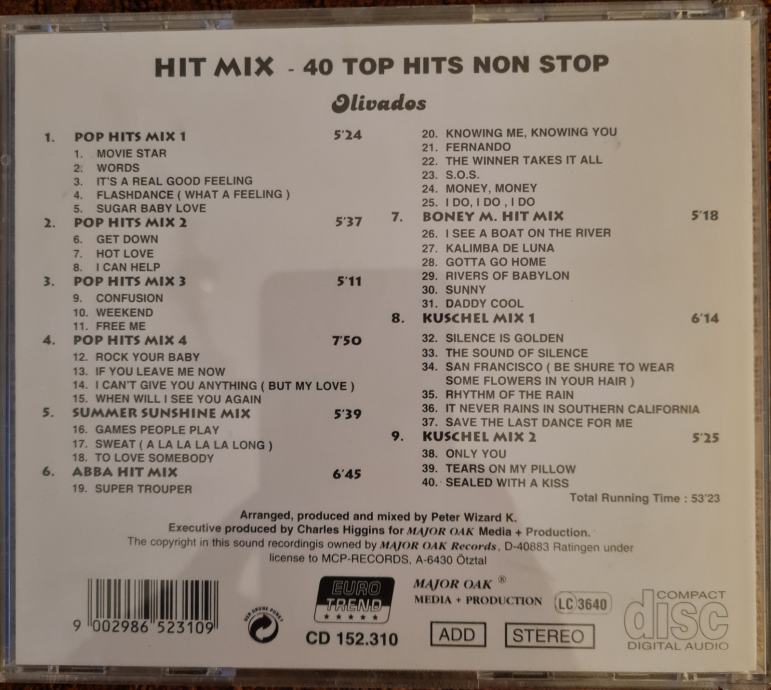 HIT MIX - 40 TOP HITS NON STOP
Olivados
1. POP HITS MIX 1 5'24
1. MOVIE STAR
2. WORDS
3. IT'S A REAL GOOD FEELING
4. FLASHDANCE ( WHAT A FEELING )
5. SUGAR BABY LOVE
2. POP HITS MIX 2 5'37
6. GET DOWN
7. HOT LOVE
8. I CAN HELP
3. POP HITS MIX 3 5'11
9. CONFUSION
10. WEEKEND
11. FREE ME
4. POP HITS MIX 4 7'50
12. ROCK YOUR BABY
13. IF YOU LEAVE ME NOW
14. I CAN'T GIVE YOU ANYTHING ( BUT MY LOVE )
15. WHEN WILL I SEE YOU AGAIN
5. SUMMER SUNSHINE MIX 5'39
16. GAMES PEOPLE PLAY
17. SWEAT ( A LA LA LA LA LONG )
18. TO LOVE SOMEBODY
6. ABBA HIT MIX 6'45
19. SUPER TROUPER
20. KNOWING ME, KNOWING YOU
21. FERNANDO
22. THE WINNER TAKES IT ALL
23. S.O.S.
24. MONEY, MONEY
25. I DO, I DO , I DO
7. BONEY M. HIT MIX 5'18
26. I SEE A BOAT ON THE RIVER
27. KALIMBA DE LUNA
28. GOTTA GO HOME
29. RIVERS OF BABYLON
30. SUNNY
31. DADDY COOL
8. KUSCHEL MIX 1 6'14
32. SILENCE IS GOLDEN
33. THE SOUND OF SILENCE
34. SAN FRANCISCO ( BE SHURE TO WEAR
SOME FLOWERS IN YOUR HAIR )
35. RHYTHM OF THE RAIN
36. IT NEVER RAINS IN SOUTHERN CALIFORNIA
37. SAVE THE LAST DANCE FOR ME
9. KUSCHEL MIX 2 5'25
38. ONLY YOU
39. TEARS ON MY PILLOW
40. SEALED WITH A KISS
Total Running Time : 53'23
Arranged, produced and mixed by Peter Wizard K.
Executive produced by Charles Higgins for MAJOR OAK Media + Production.
The copyright in this sound recordingis owned by MAJOR OAK Records, D-40883 Ratingen under
license to MCP-RECORDS, A-6430 Ötztal
9 002986 523109
DER GRÜNE PUNKT
EURO
TREND
CD 152.310
MAJOR OAK ®
MEDIA + PRODUCTION
LC 3640
ADD
STEREO
COMPACT
disc
DIGITAL AUDIO